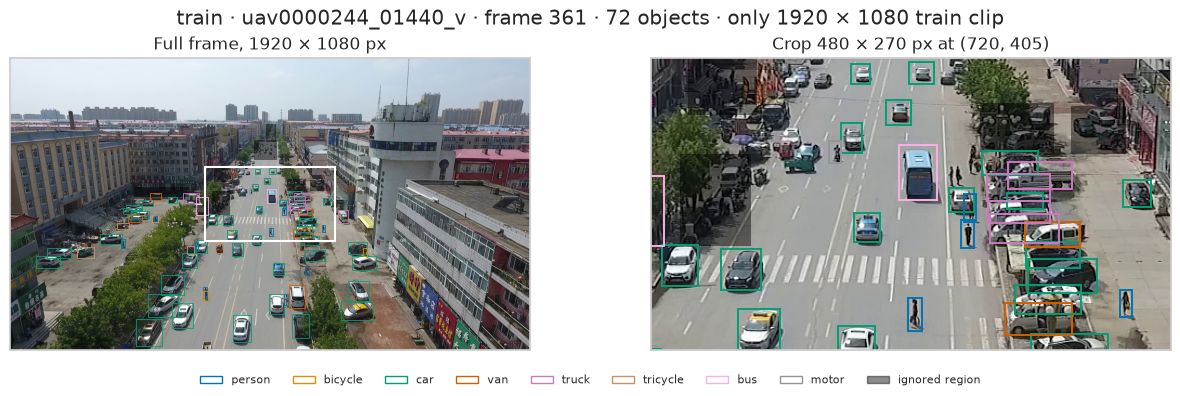 train · uav0000244_01440_v · frame 361 · 72 objects · only 1920 × 1080 train clip
Full frame, 1920 × 1080 px
Crop 480 × 270 px at (720, 405)
person
bicycle
car
van
truck
tricycle
bus
motor
ignored region